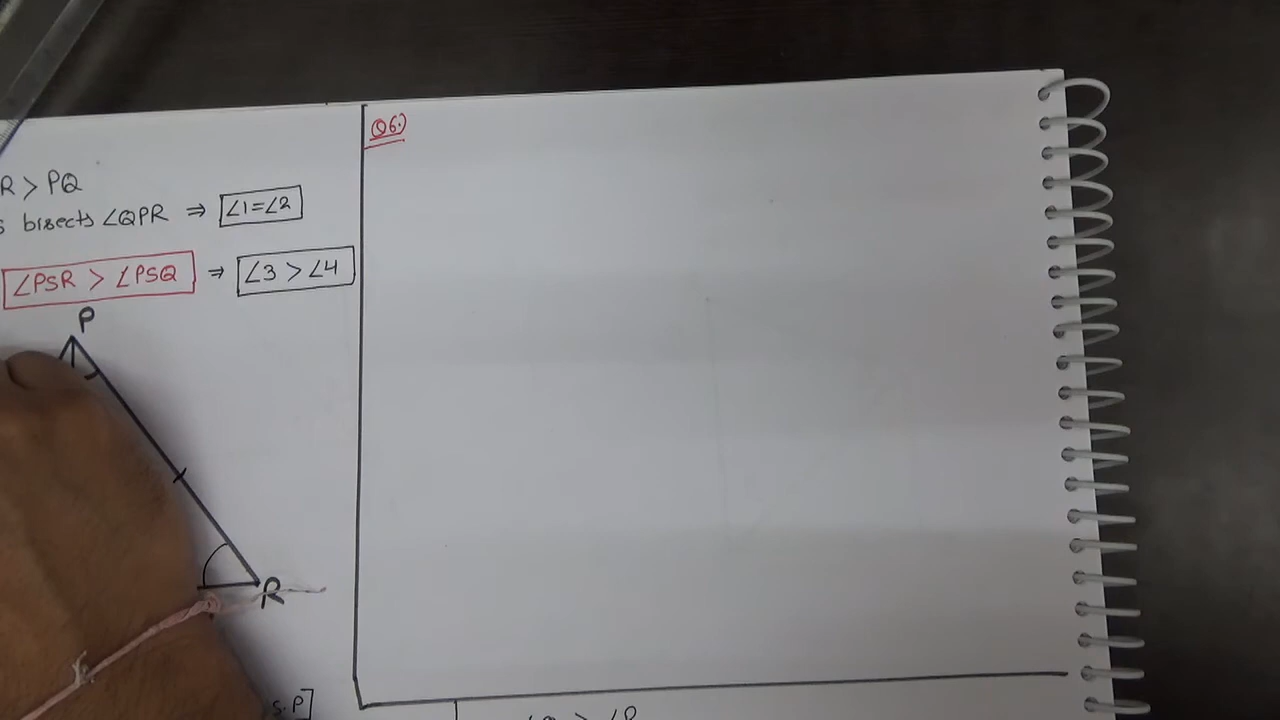 R > PQ
bisects ∠QPR ⇒ ∠1=∠2
∠PSR > ∠PSQ ⇒ ∠3 > ∠4
P
R
s.P]
Q6.)